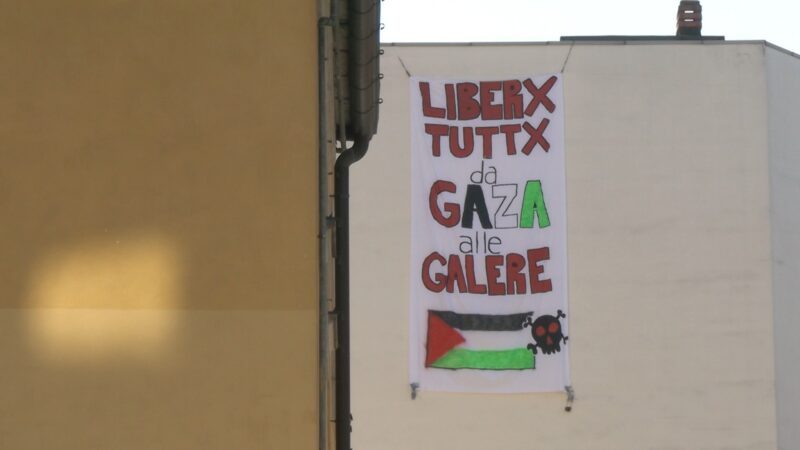 LIBERX
TUTTX
da
GAZA
alle
GALERE